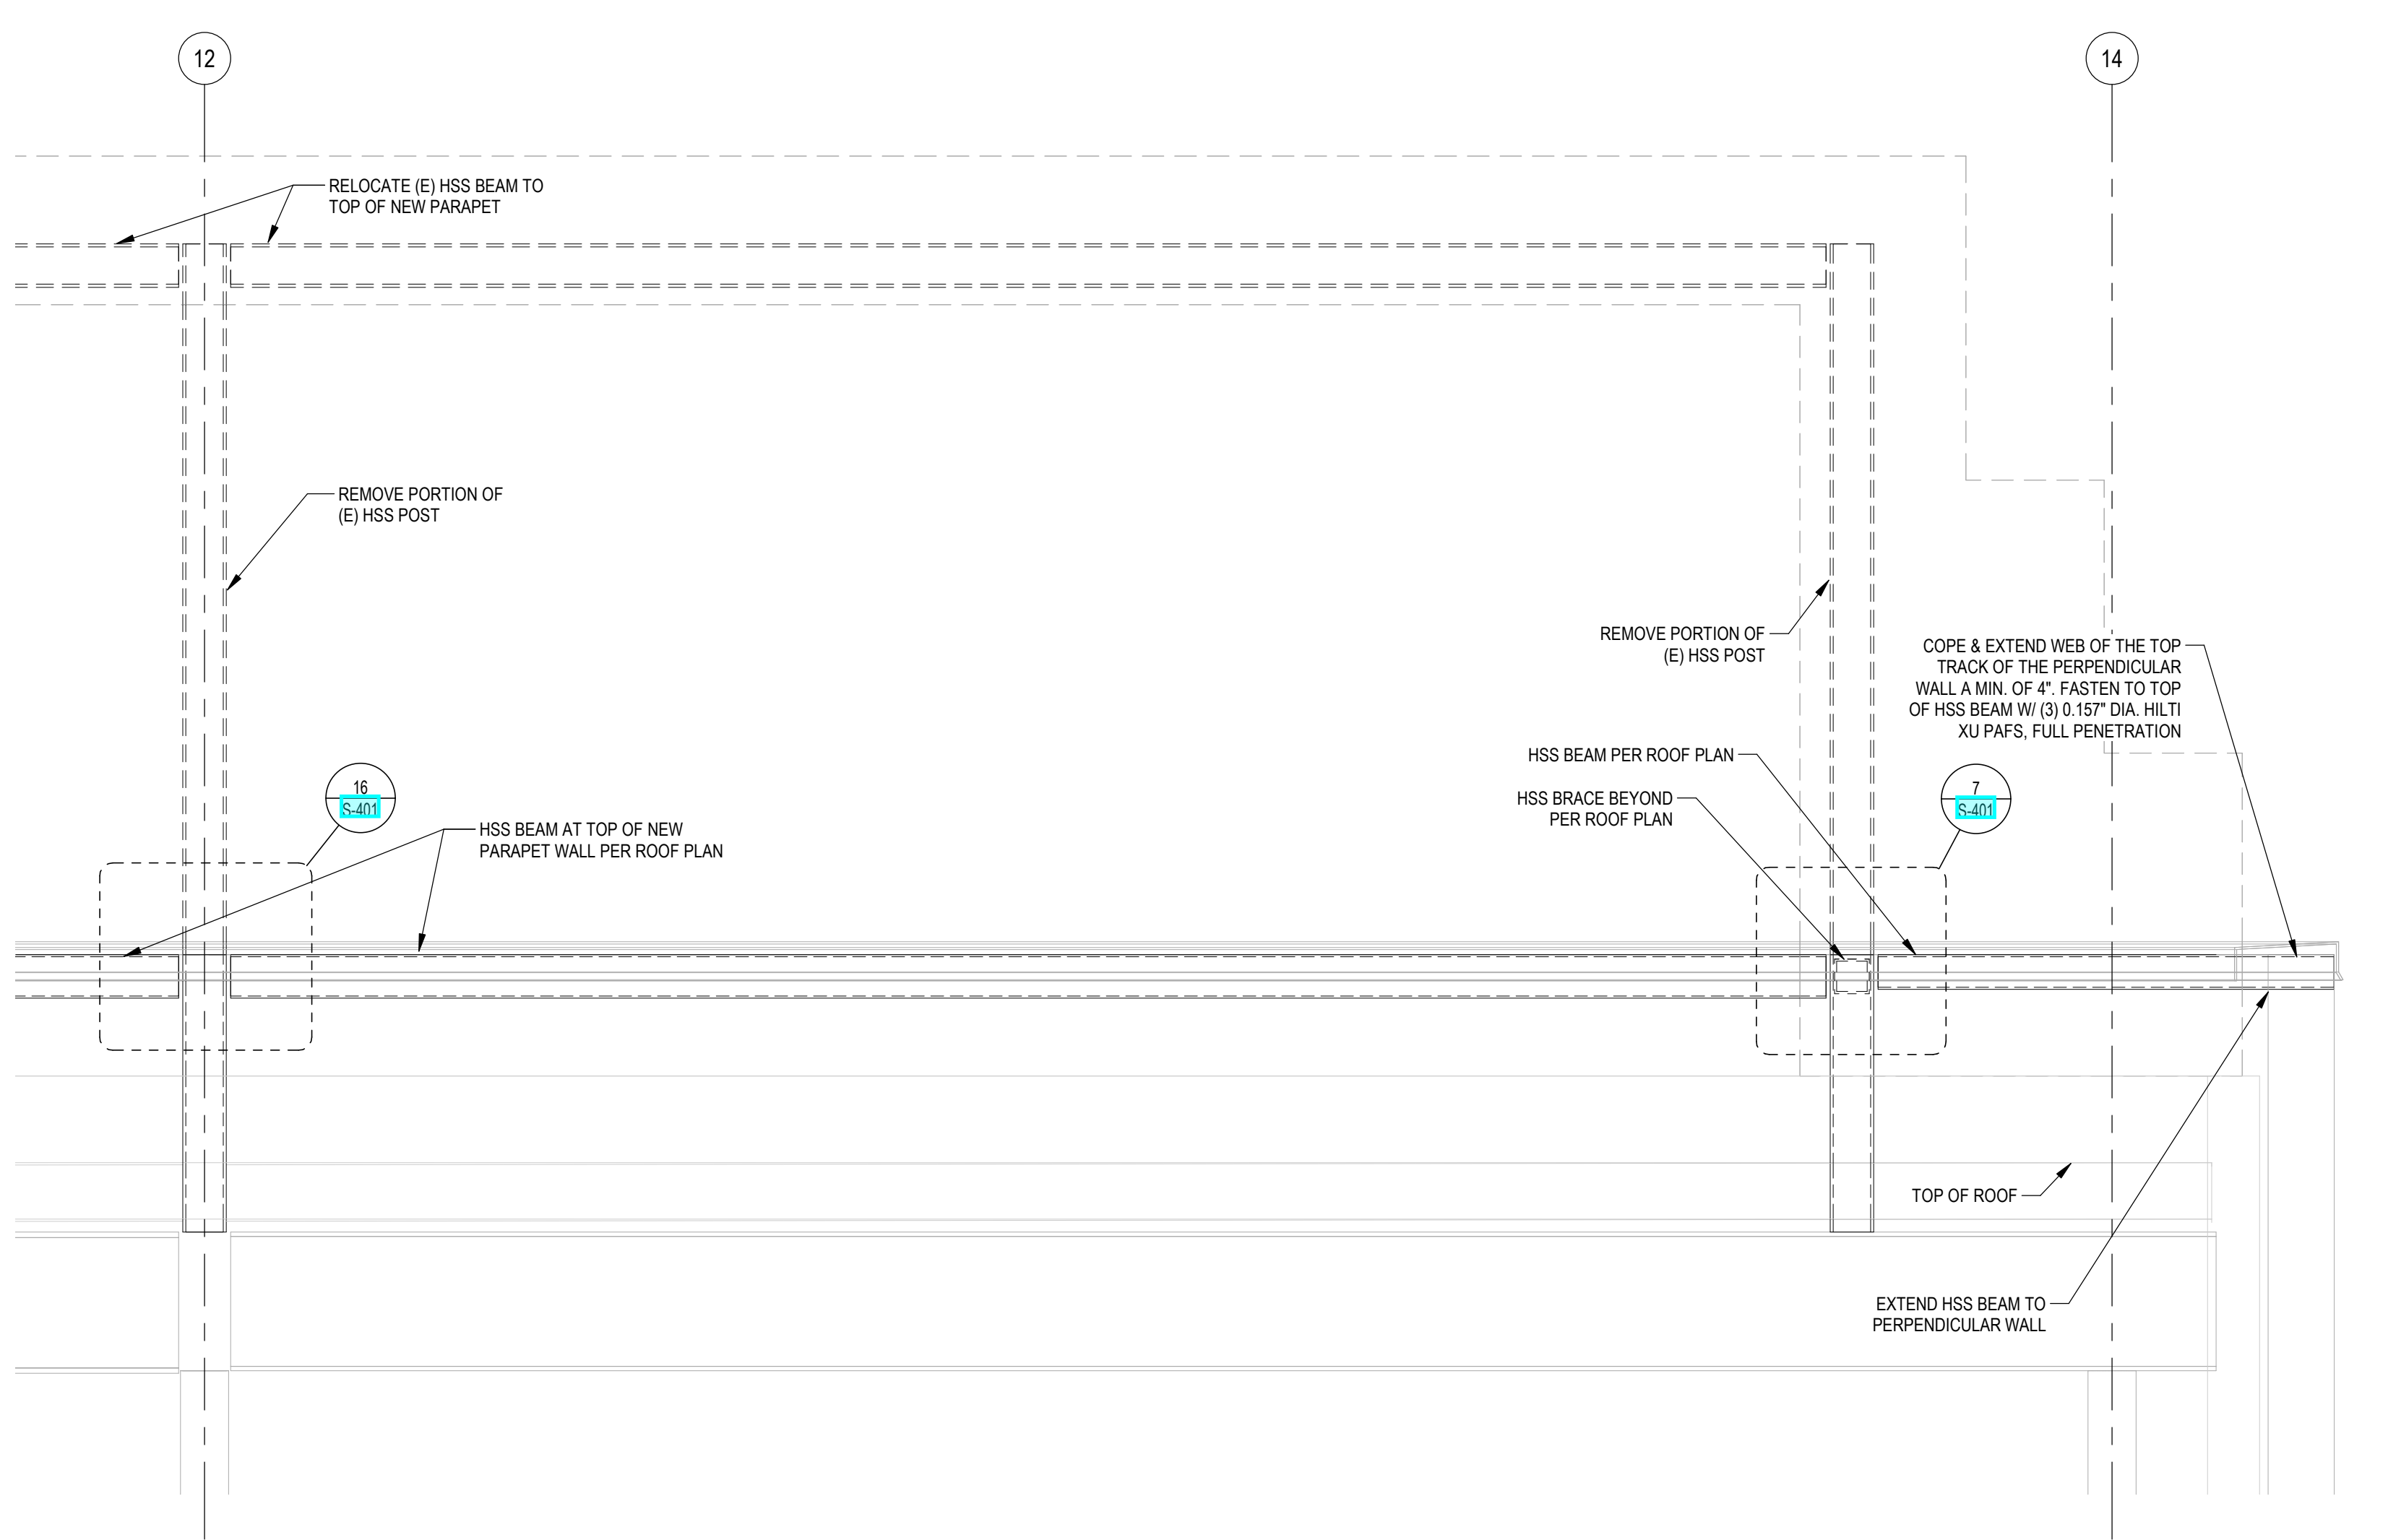 12
14
RELOCATE (E) HSS BEAM TO
TOP OF NEW PARAPET
REMOVE PORTION OF
(E) HSS POST
REMOVE PORTION OF
(E) HSS POST
COPE & EXTEND WEB OF THE TOP
TRACK OF THE PERPENDICULAR
WALL A MIN. OF 4". FASTEN TO TOP
OF HSS BEAM W/ (3) 0.157" DIA. HILTI
XU PAFS, FULL PENETRATION
HSS BEAM PER ROOF PLAN
HSS BRACE BEYOND
PER ROOF PLAN
16
S-401
7
S-401
HSS BEAM AT TOP OF NEW
PARAPET WALL PER ROOF PLAN
TOP OF ROOF
EXTEND HSS BEAM TO
PERPENDICULAR WALL